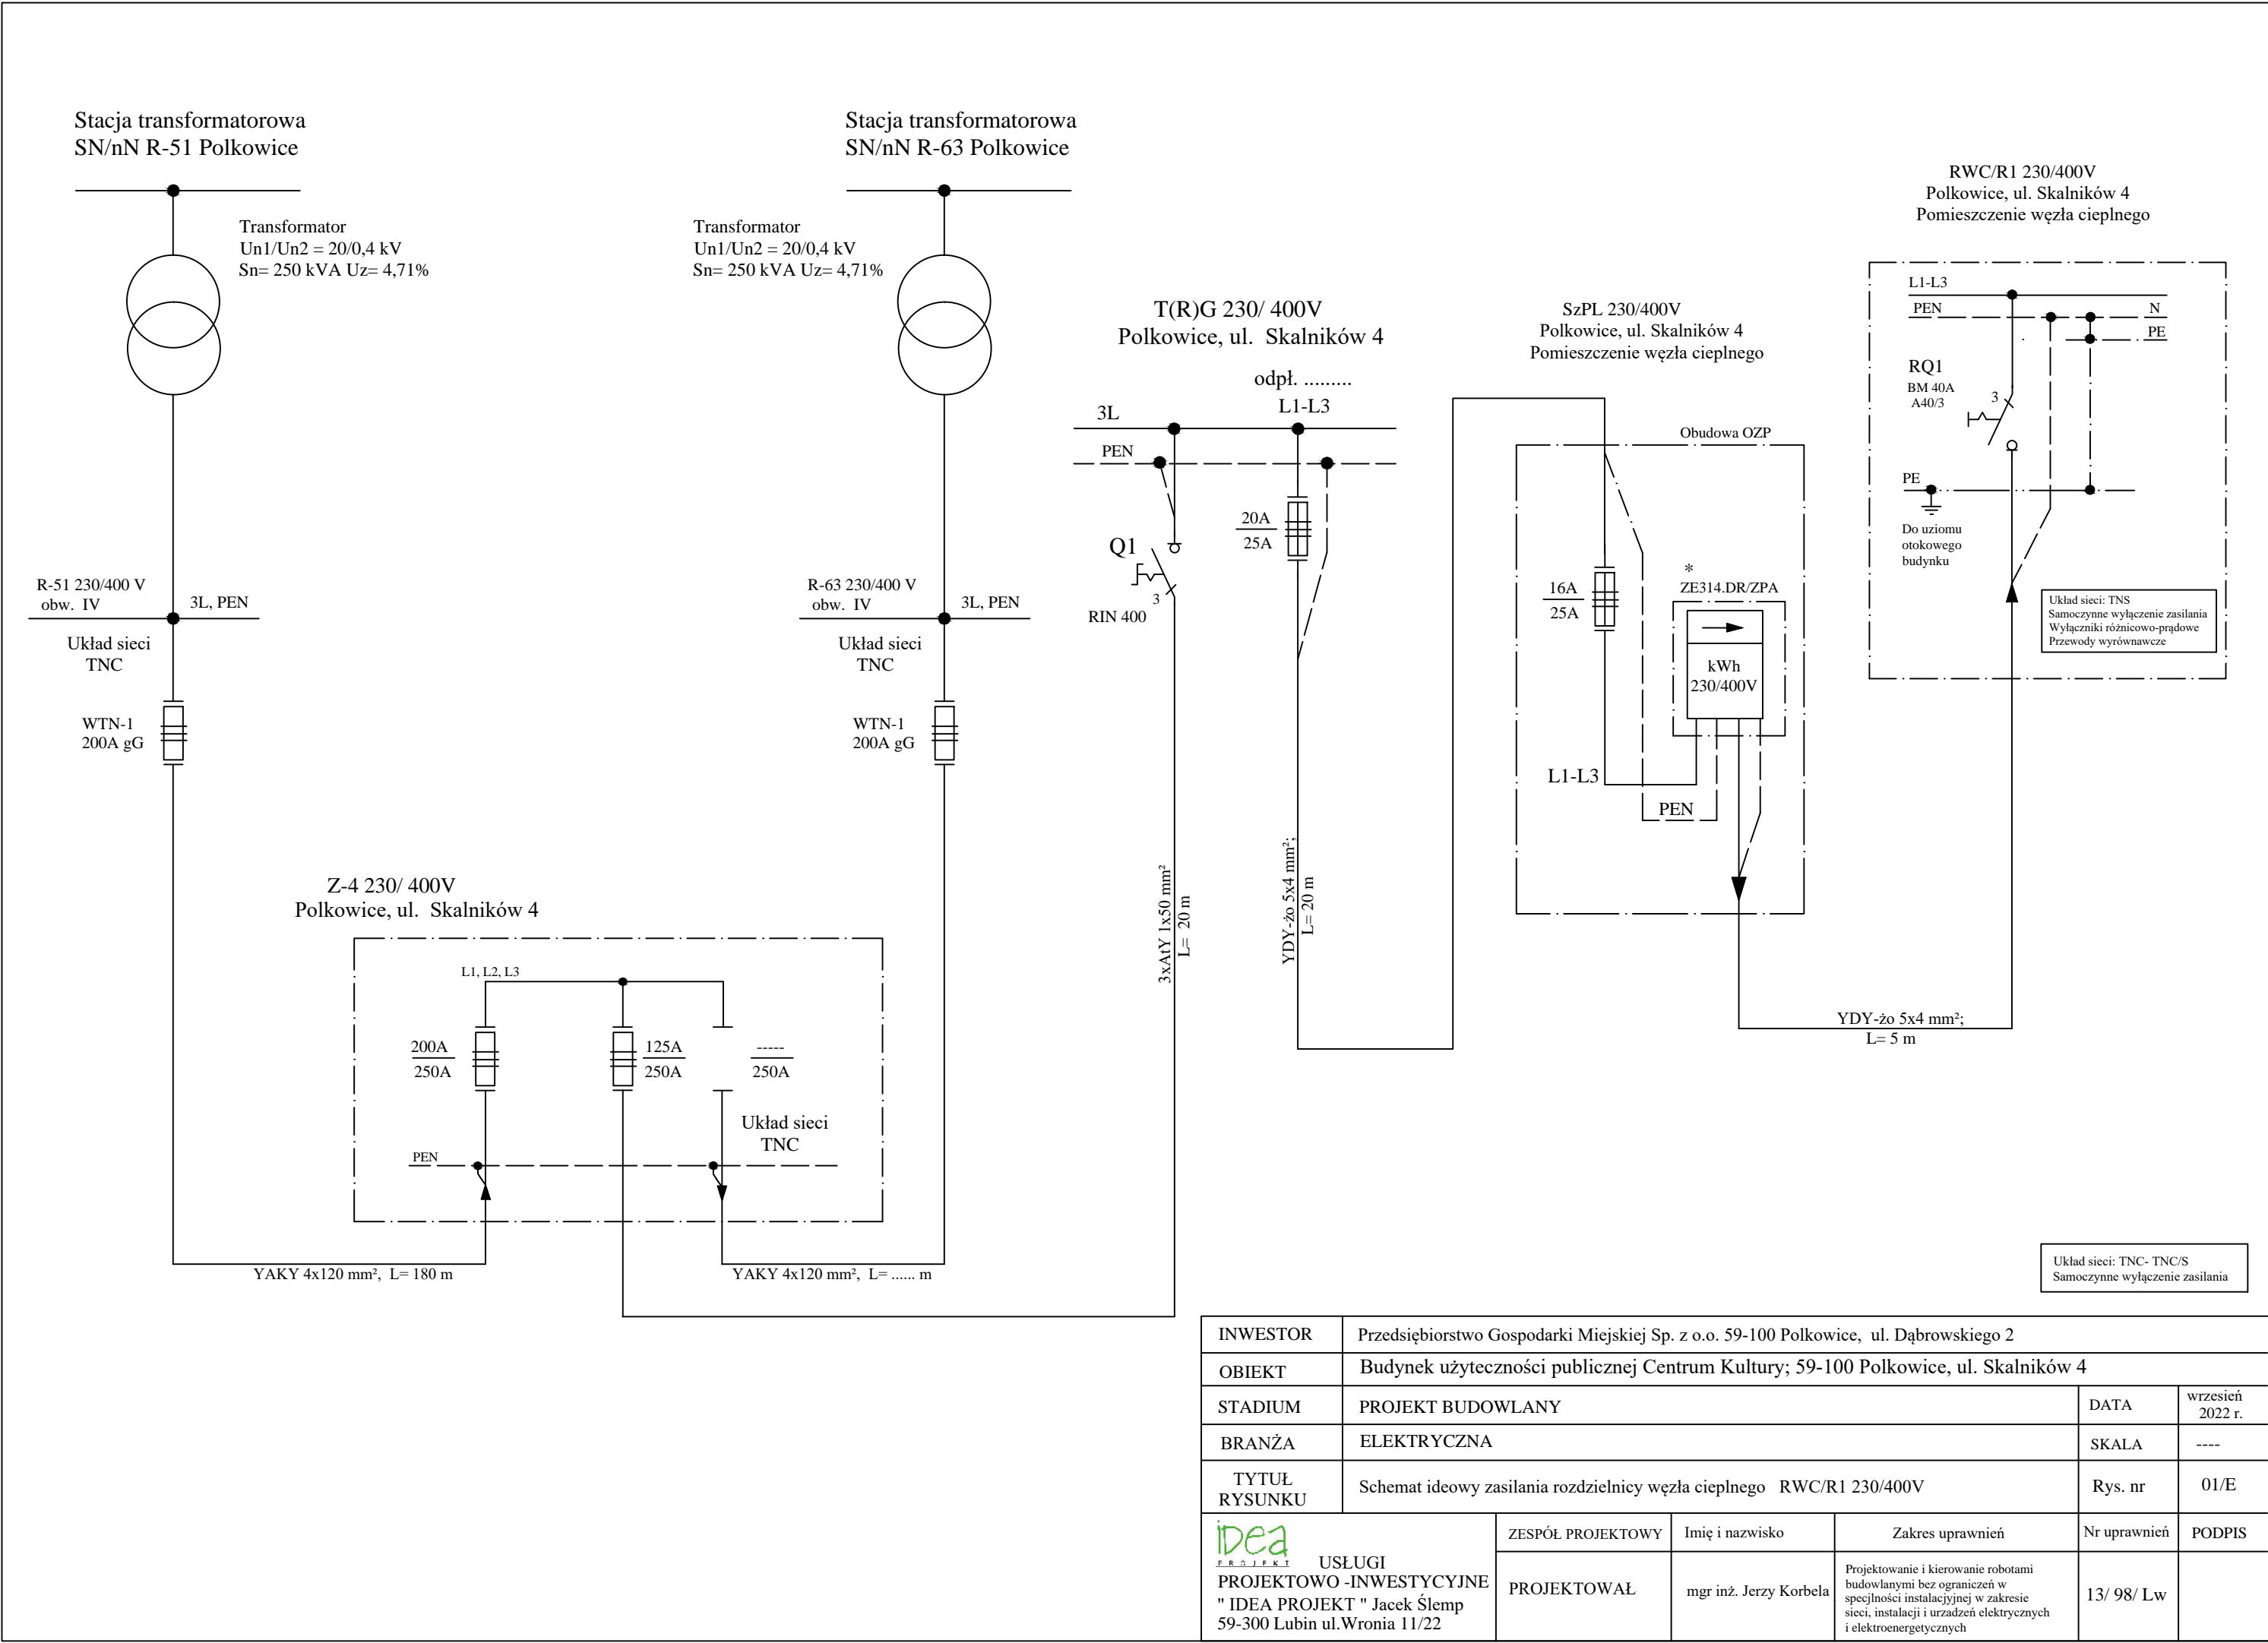 Stacja transformatorowa
SN/nN R-51 Polkowice
Transformator
Un1/Un2 = 20/0,4 kV
Sn= 250 kVA Uz= 4,71%
R-51 230/400 V
obw. IV
3L, PEN
Układ sieci
TNC
WTN-1
200A gG
Stacja transformatorowa
SN/nN R-63 Polkowice
Transformator
Un1/Un2 = 20/0,4 kV
Sn= 250 kVA Uz= 4,71%
R-63 230/400 V
obw. IV
3L, PEN
Układ sieci
TNC
WTN-1
200A gG
Z-4 230/ 400V
Polkowice, ul. Skalników 4
L1, L2, L3
200A
250A
125A
250A
-----
250A
Układ sieci
TNC
PEN
YAKY 4x120 mm², L= 180 m
YAKY 4x120 mm², L= ...... m
T(R)G 230/ 400V
Polkowice, ul. Skalników 4
odpł. .........
3L
L1-L3
PEN
Q1
3
RIN 400
20A
25A
3xAtY 1x50 mm²
L= 20 m
YDY-żo 5x4 mm²;
L= 20 m
SzPL 230/400V
Polkowice, ul. Skalników 4
Pomieszczenie węzła cieplnego
Obudowa OZP
16A
25A
*
ZE314.DR/ZPA
kWh
230/400V
L1-L3
PEN
YDY-żo 5x4 mm²;
L= 5 m
RWC/R1 230/400V
Polkowice, ul. Skalników 4
Pomieszczenie węzła cieplnego
L1-L3
PEN
N
PE
RQ1
BM 40A
A40/3
3
PE
Do uziomu
otokowego
budynku
Układ sieci: TNS
Samoczynne wyłączenie zasilania
Wyłączniki różnicowo-prądowe
Przewody wyrównawcze
Układ sieci: TNC- TNC/S
Samoczynne wyłączenie zasilania
INWESTOR Przedsiębiorstwo Gospodarki Miejskiej Sp. z o.o. 59-100 Polkowice, ul. Dąbrowskiego 2
OBIEKT Budynek użyteczności publicznej Centrum Kultury; 59-100 Polkowice, ul. Skalników 4
STADIUM PROJEKT BUDOWLANY DATA wrzesień
2022 r.
BRANŻA ELEKTRYCZNA SKALA ----
TYTUŁ
RYSUNKU
Schemat ideowy zasilania rozdzielnicy węzła cieplnego RWC/R1 230/400V Rys. nr 01/E
iDea
PROJEKT
USŁUGI
PROJEKTOWO -INWESTYCYJNE
" IDEA PROJEKT " Jacek Ślemp
59-300 Lubin ul.Wronia 11/22
ZESPÓŁ PROJEKTOWY Imię i nazwisko Zakres uprawnień Nr uprawnień PODPIS
PROJEKTOWAŁ mgr inż. Jerzy Korbela
Projektowanie i kierowanie robotami
budowlanymi bez ograniczeń w
specjlności instalacjyjnej w zakresie
sieci, instalacji i urzadzeń elektrycznych
i elektroenergetycznych
13/ 98/ Lw